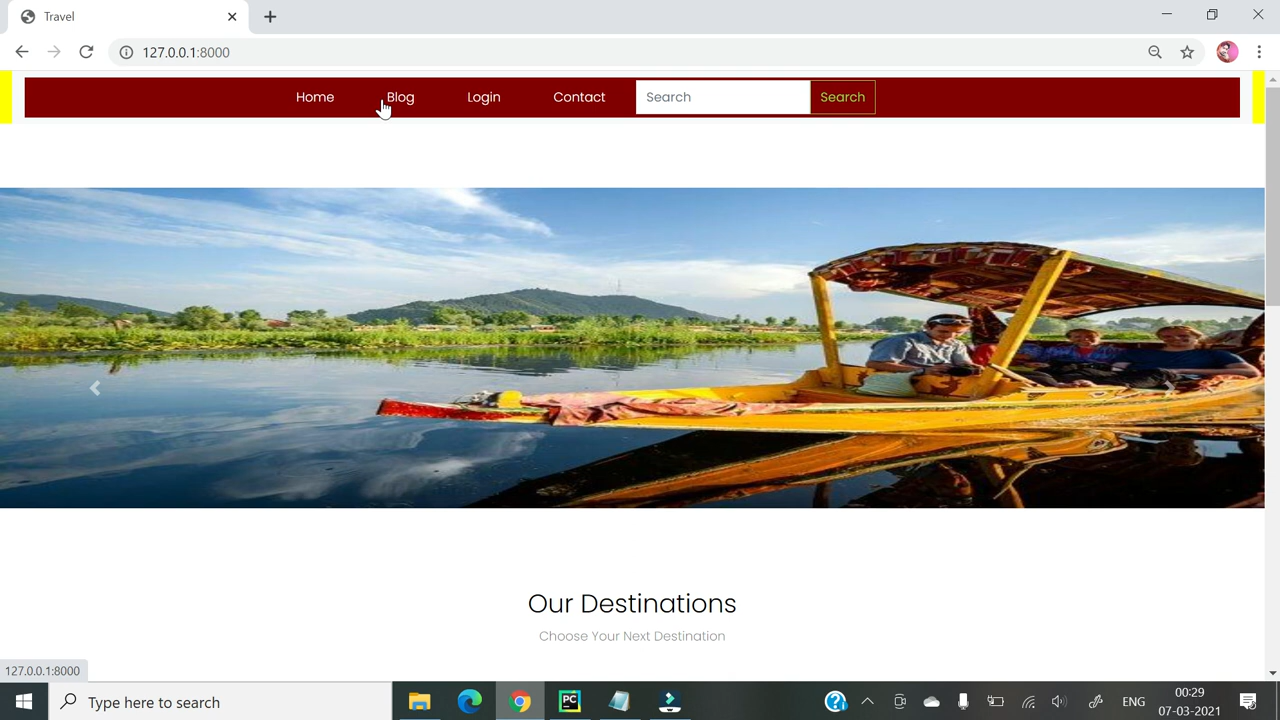 Travel
127.0.0.1:8000
Home Blog Login Contact Search Search
Our Destinations
Choose Your Next Destination
127.0.0.1:8000
Type here to search
PC
ENG
00:29
07-03-2021